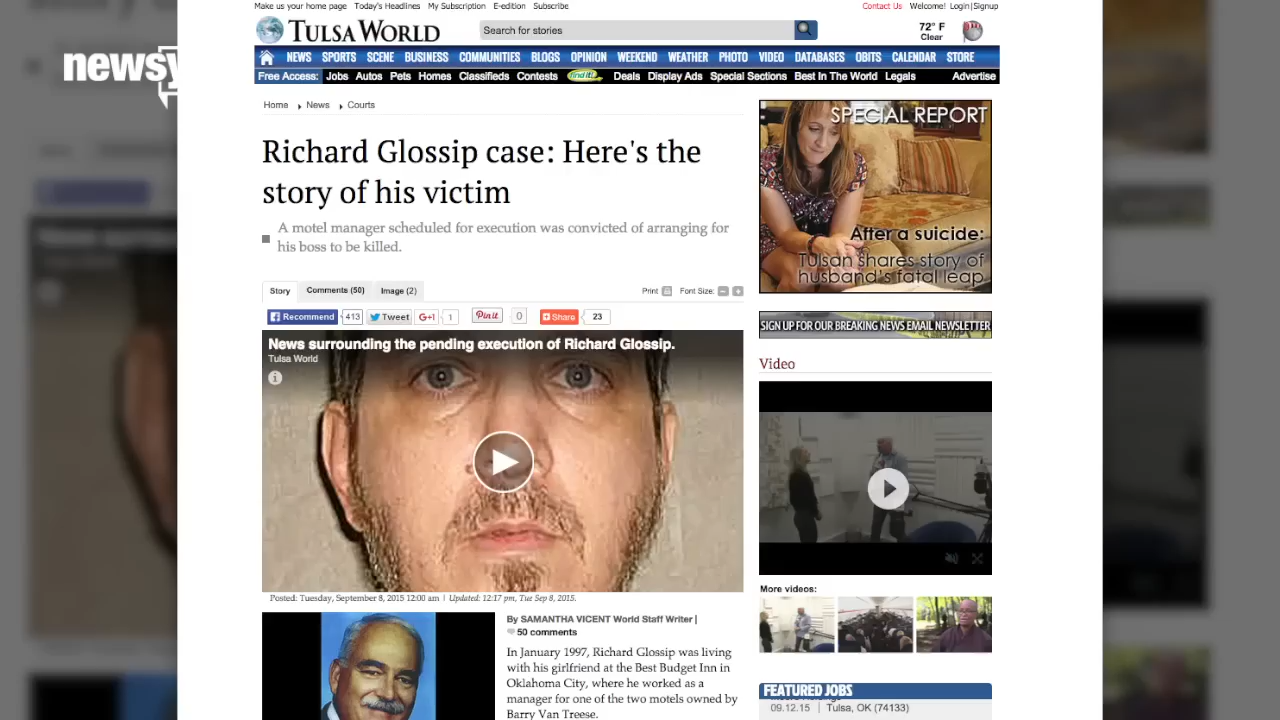 Make us your home page Today's Headlines My Subscription E-edition Subscribe Contact Us Welcome! Login|Signup
TULSA WORLD
Search for stories
72° F
Clear
newsy
NEWS SPORTS SCENE BUSINESS COMMUNITIES BLOGS OPINION WEEKEND WEATHER PHOTO VIDEO DATABASES OBITS CALENDAR STORE
Free Access: Jobs Autos Pets Homes Classifieds Contests find it! Deals Display Ads Special Sections Best In The World Legals Advertise
Home News Courts
Richard Glossip case: Here's the
story of his victim
A motel manager scheduled for execution was convicted of arranging for
his boss to be killed.
Story Comments (50) Image (2) Print Font Size:
Recommend 413 Tweet G+1 1 Pin it 0 Share 23
News surrounding the pending execution of Richard Glossip.
Tulsa World
Posted: Tuesday, September 8, 2015 12:00 am | Updated: 12:17 pm, Tue Sep 8, 2015.
By SAMANTHA VICENT World Staff Writer |
50 comments
In January 1997, Richard Glossip was living
with his girlfriend at the Best Budget Inn in
Oklahoma City, where he worked as a
manager for one of the two motels owned by
Barry Van Treese.
SPECIAL REPORT
After a suicide:
Tulsan shares story of
husband's fatal leap
SIGN UP FOR OUR BREAKING NEWS EMAIL NEWSLETTER
Video
More videos:
FEATURED JOBS
09.12.15 | Tulsa, OK (74133)